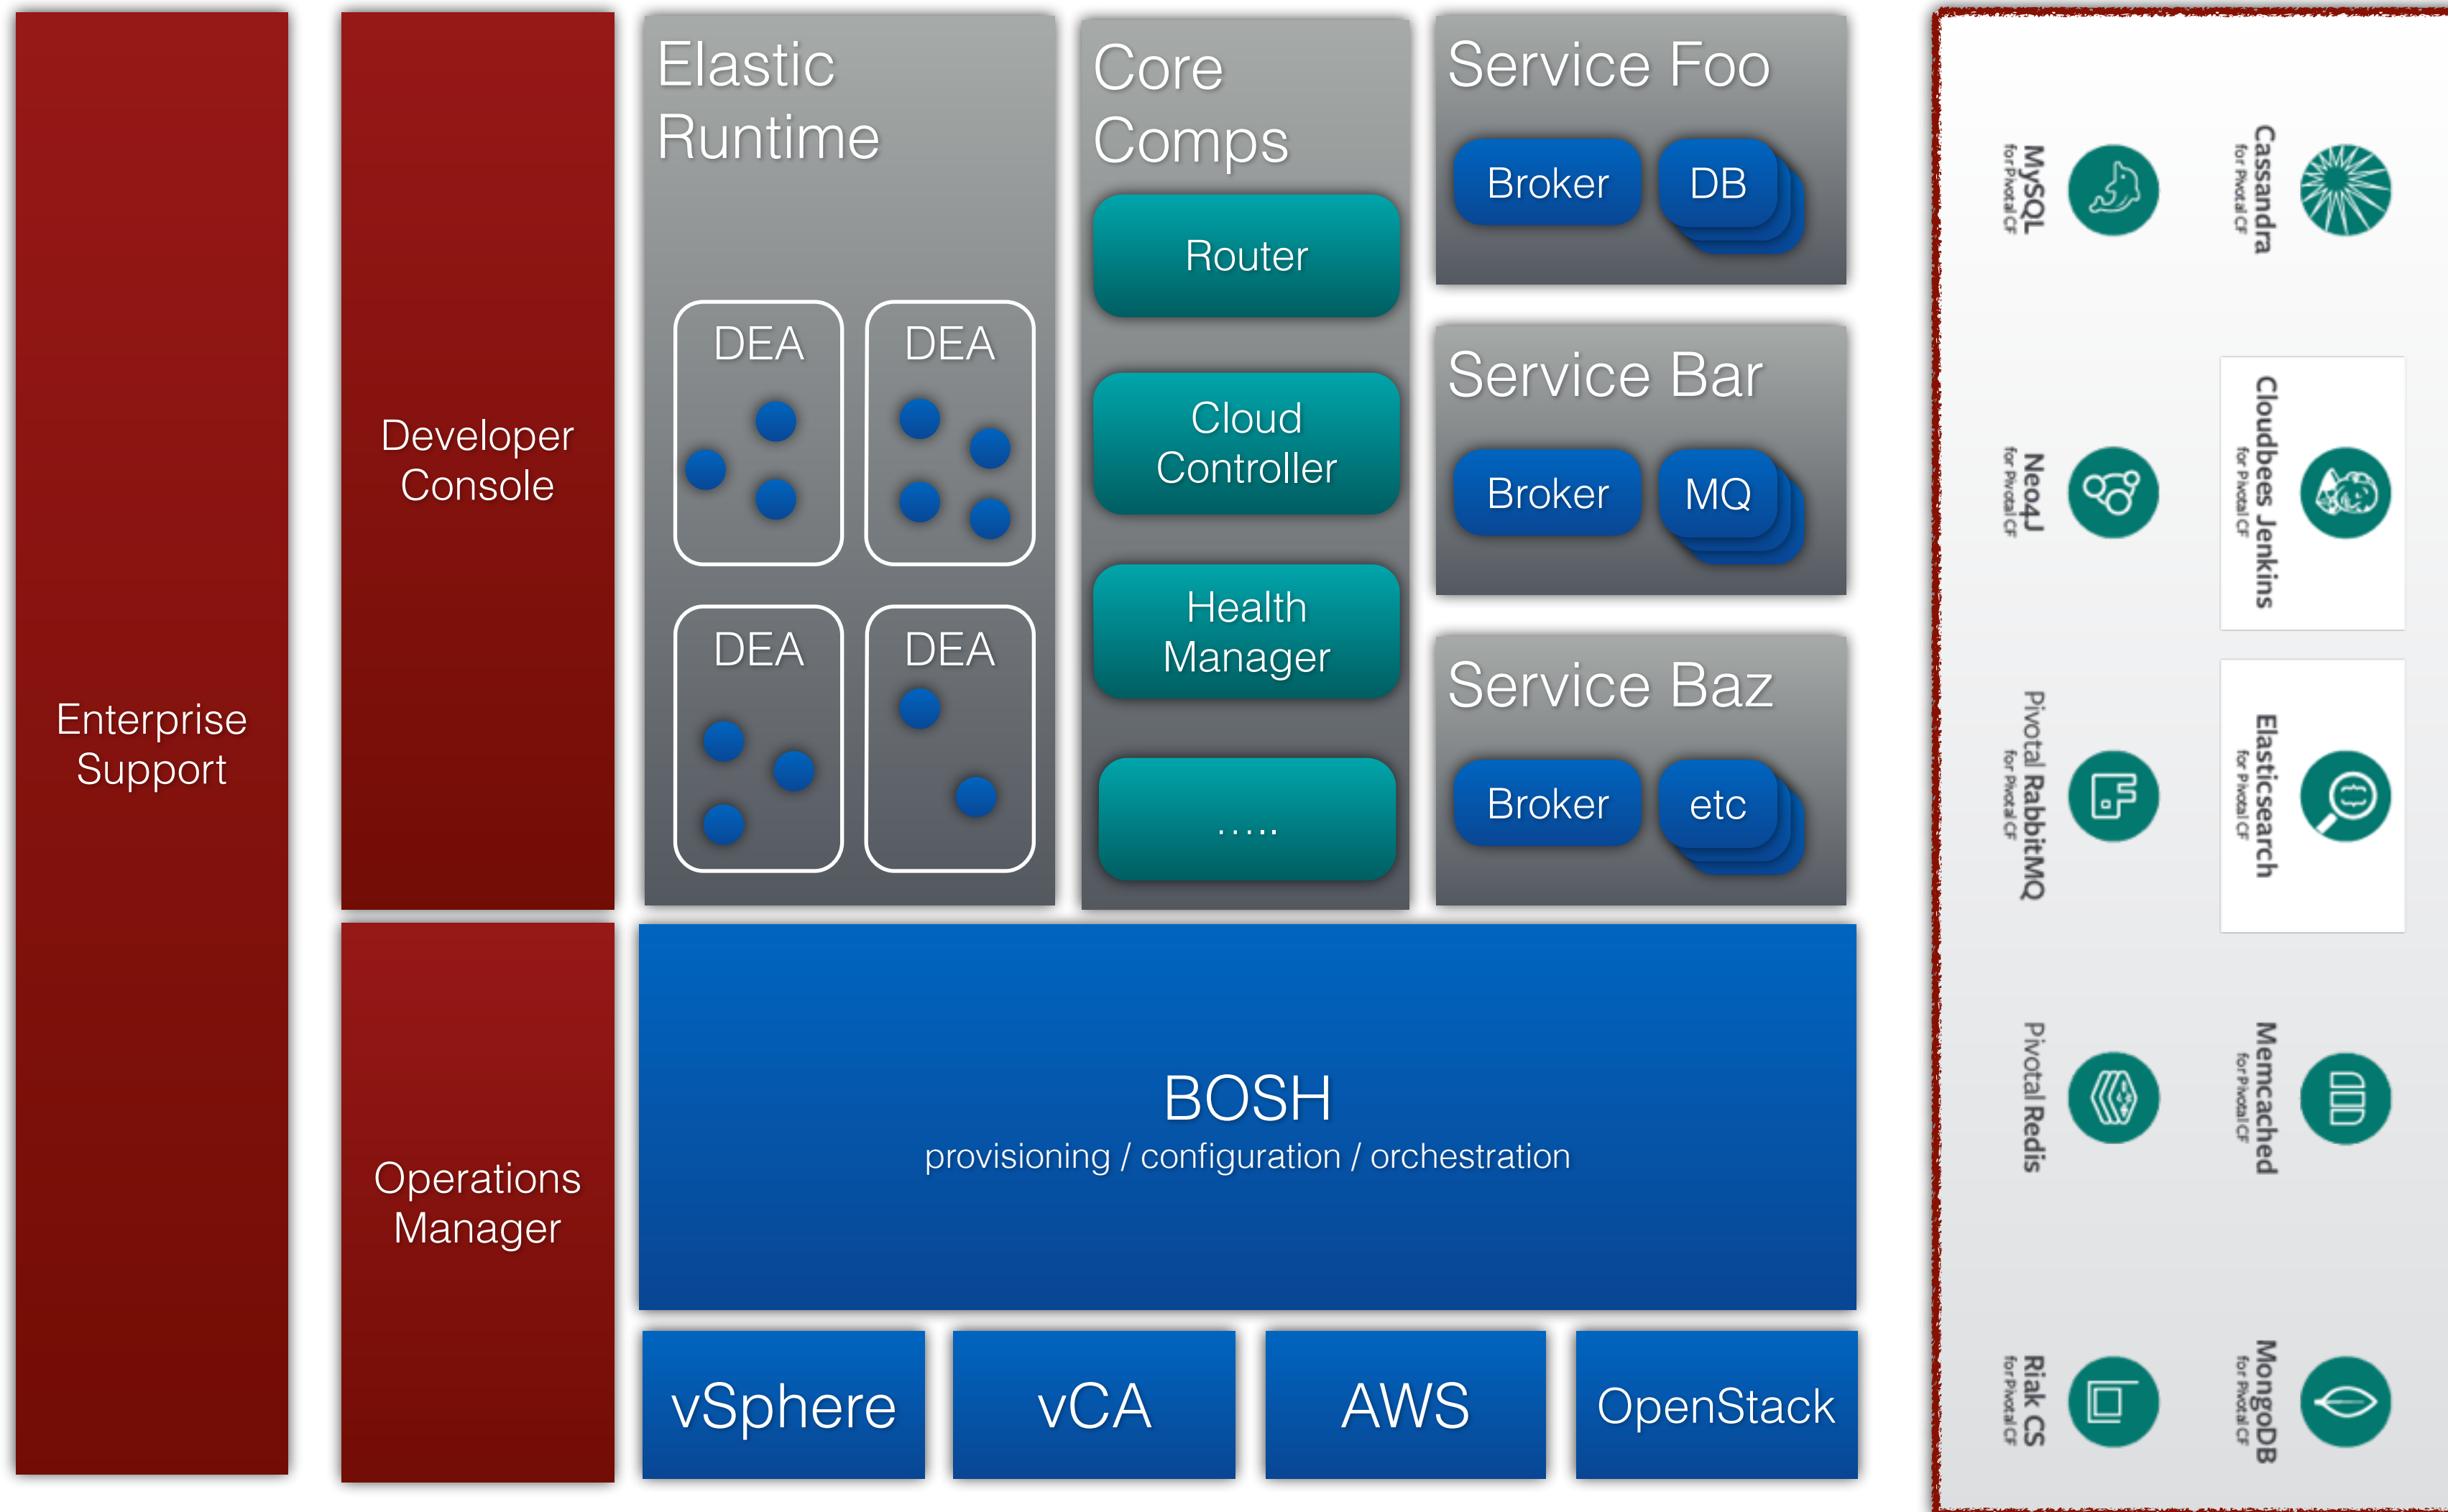 Enterprise
Support
Developer
Console
Operations
Manager
Elastic
Runtime
DEA
DEA
DEA
DEA
Core
Comps
Router
Cloud
Controller
Health
Manager
.....
Service Foo
Broker
DB
Service Bar
Broker
MQ
Service Baz
Broker
etc
BOSH
provisioning / configuration / orchestration
vSphere
vCA
AWS
OpenStack
Cassandra
for Pivotal CF
Cloudbees Jenkins
for Pivotal CF
Elasticsearch
for Pivotal CF
Memcached
for Pivotal CF
MongoDB
for Pivotal CF
MySQL
for Pivotal CF
Neo4J
for Pivotal CF
Pivotal RabbitMQ
for Pivotal CF
Pivotal Redis
Riak CS
for Pivotal CF